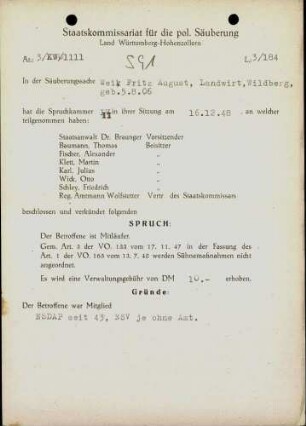 Staatskommissariat für die pol. Säuberung
Land Württemberg-Hohenzollern
Az: 3/KW/1111
591
L 3/184
In der Säuberungssache Weik Fritz August, Landwirt, Wildberg,
geb. 5.8.06
hat die Spruchkammer in ihrer Sitzung am 16.12.48 an welcher
teilgenommen haben:
Staatsanwalt Dr. Braunger Vorsitzender
Baumann, Thomas Beisitzer
Fischer, Alexander "
Klett, Martin "
Karl, Julius "
Wick, Otto "
Schley, Friedrich "
Reg. Amtmann Wolfsturter Vertr. des Staatskommissars
beschlossen und verkündet folgenden
SPRUCH:
Der Betroffene ist Mitläufer.
Gem. Art. 5 der VO. 133 vom 17. 11. 47 in der Fassung des
Art. 1 der VO. 165 vom 13. 7. 48 werden Sühnemaßnahmen nicht
angeordnet.
Es wird eine Verwaltungsgebühr von DM 10.- erhoben.
Gründe:
Der Betroffene war Mitglied
NSDAP seit 43, NSV je ohne Amt.